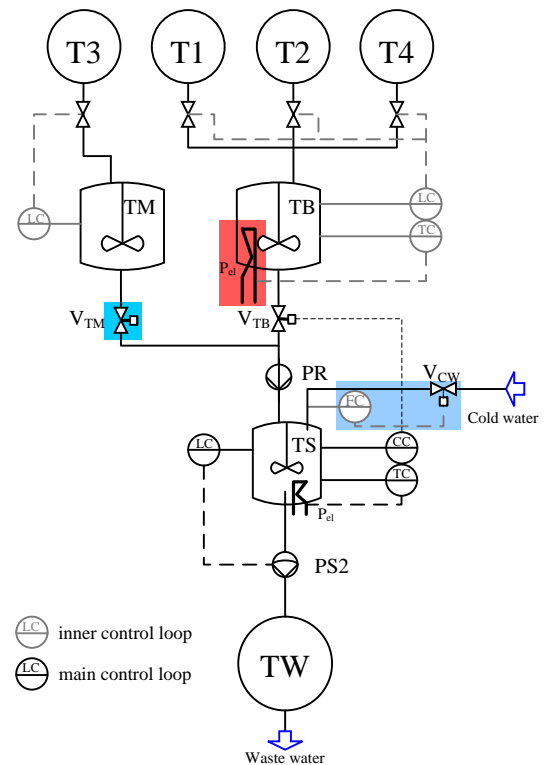 T3
T1
T2
T4
TM
TB
LC
LC
TC
Pel
VTM
VTB
PR
VCW
FC
Cold water
LC
TS
CC
TC
Pel
PS2
LC
inner control loop
LC
main control loop
TW
Waste water